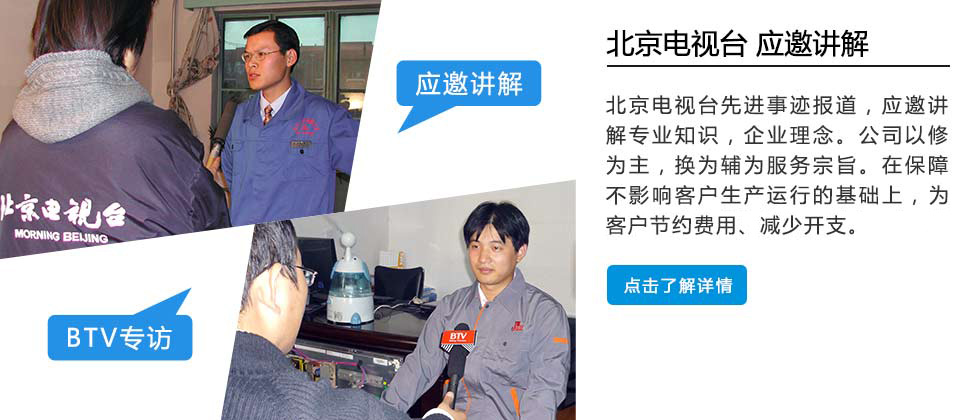 北京电视台
MORNING BEIJING
应邀讲解
BTV专访
BTV
北京电视台 应邀讲解
北京电视台先进事迹报道，应邀讲
解专业知识，企业理念。公司以修
为主，换为辅为服务宗旨。在保障
不影响客户生产运行的基础上，为
客户节约费用、减少开支。
点击了解详情